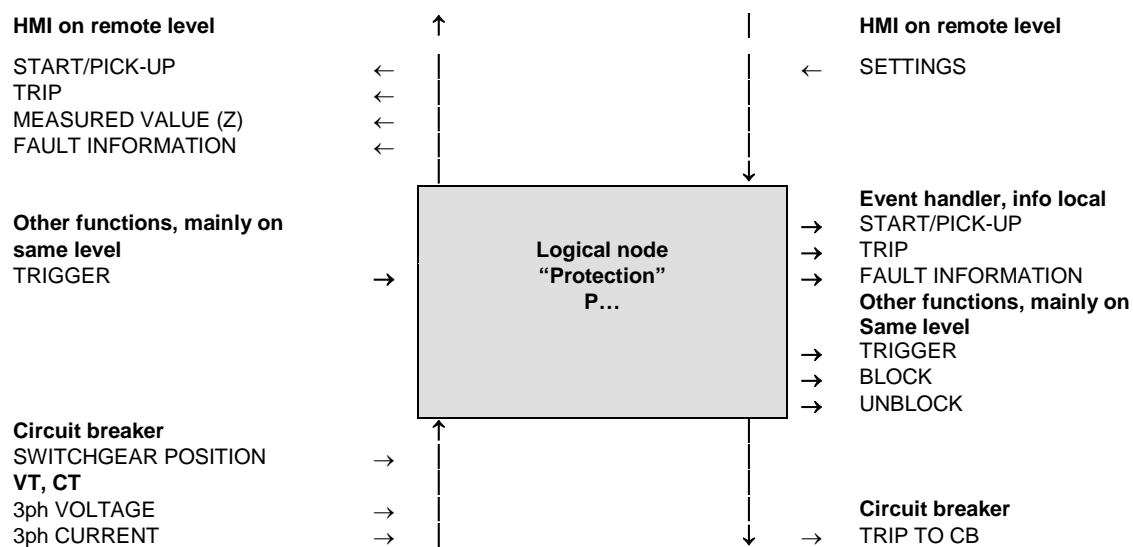 HMI on remote level
START/PICK-UP ←
TRIP ←
MEASURED VALUE (Z) ←
FAULT INFORMATION ←
Other functions, mainly on
same level
TRIGGER →
Circuit breaker
SWITCHGEAR POSITION →
VT, CT
3ph VOLTAGE →
3ph CURRENT →
Logical node
“Protection”
P…
HMI on remote level
← SETTINGS
Event handler, info local
→ START/PICK-UP
→ TRIP
→ FAULT INFORMATION
Other functions, mainly on
Same level
→ TRIGGER
→ BLOCK
→ UNBLOCK
Circuit breaker
→ TRIP TO CB